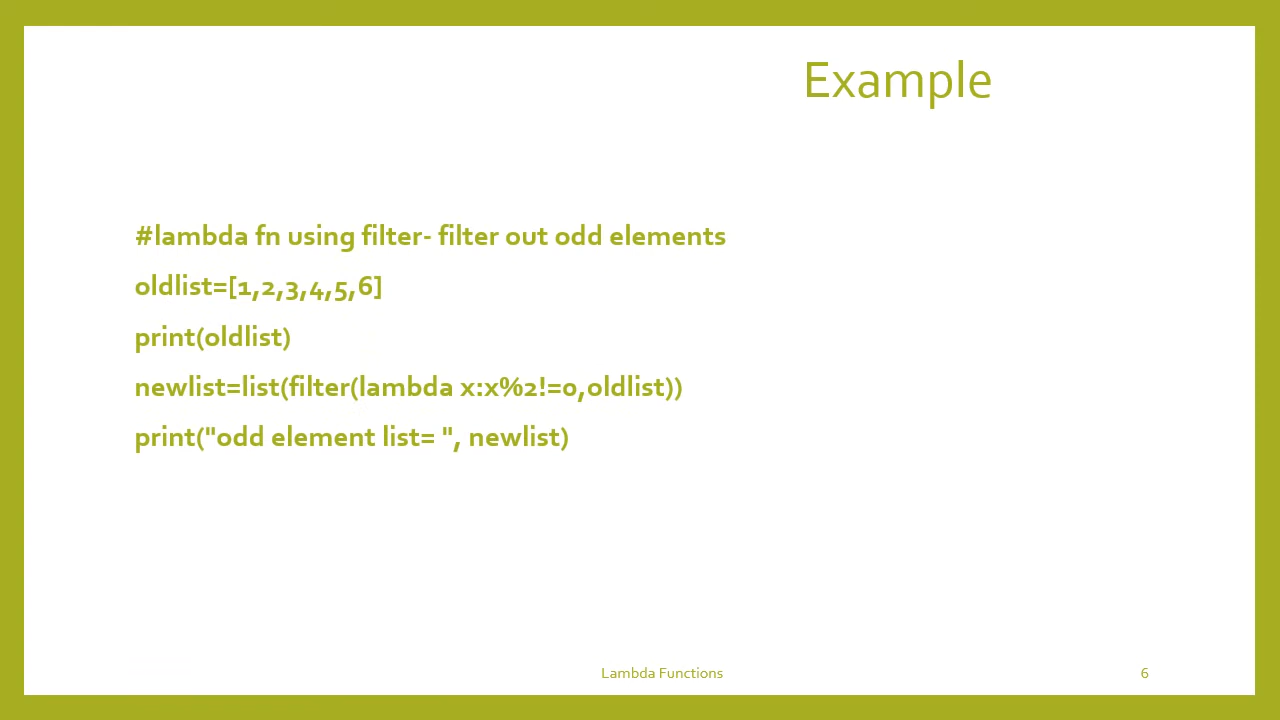 Example
#lambda fn using filter- filter out odd elements
oldlist=[1,2,3,4,5,6]
print(oldlist)
newlist=list(filter(lambda x:x%2!=0,oldlist))
print("odd element list= ", newlist)
Lambda Functions
6